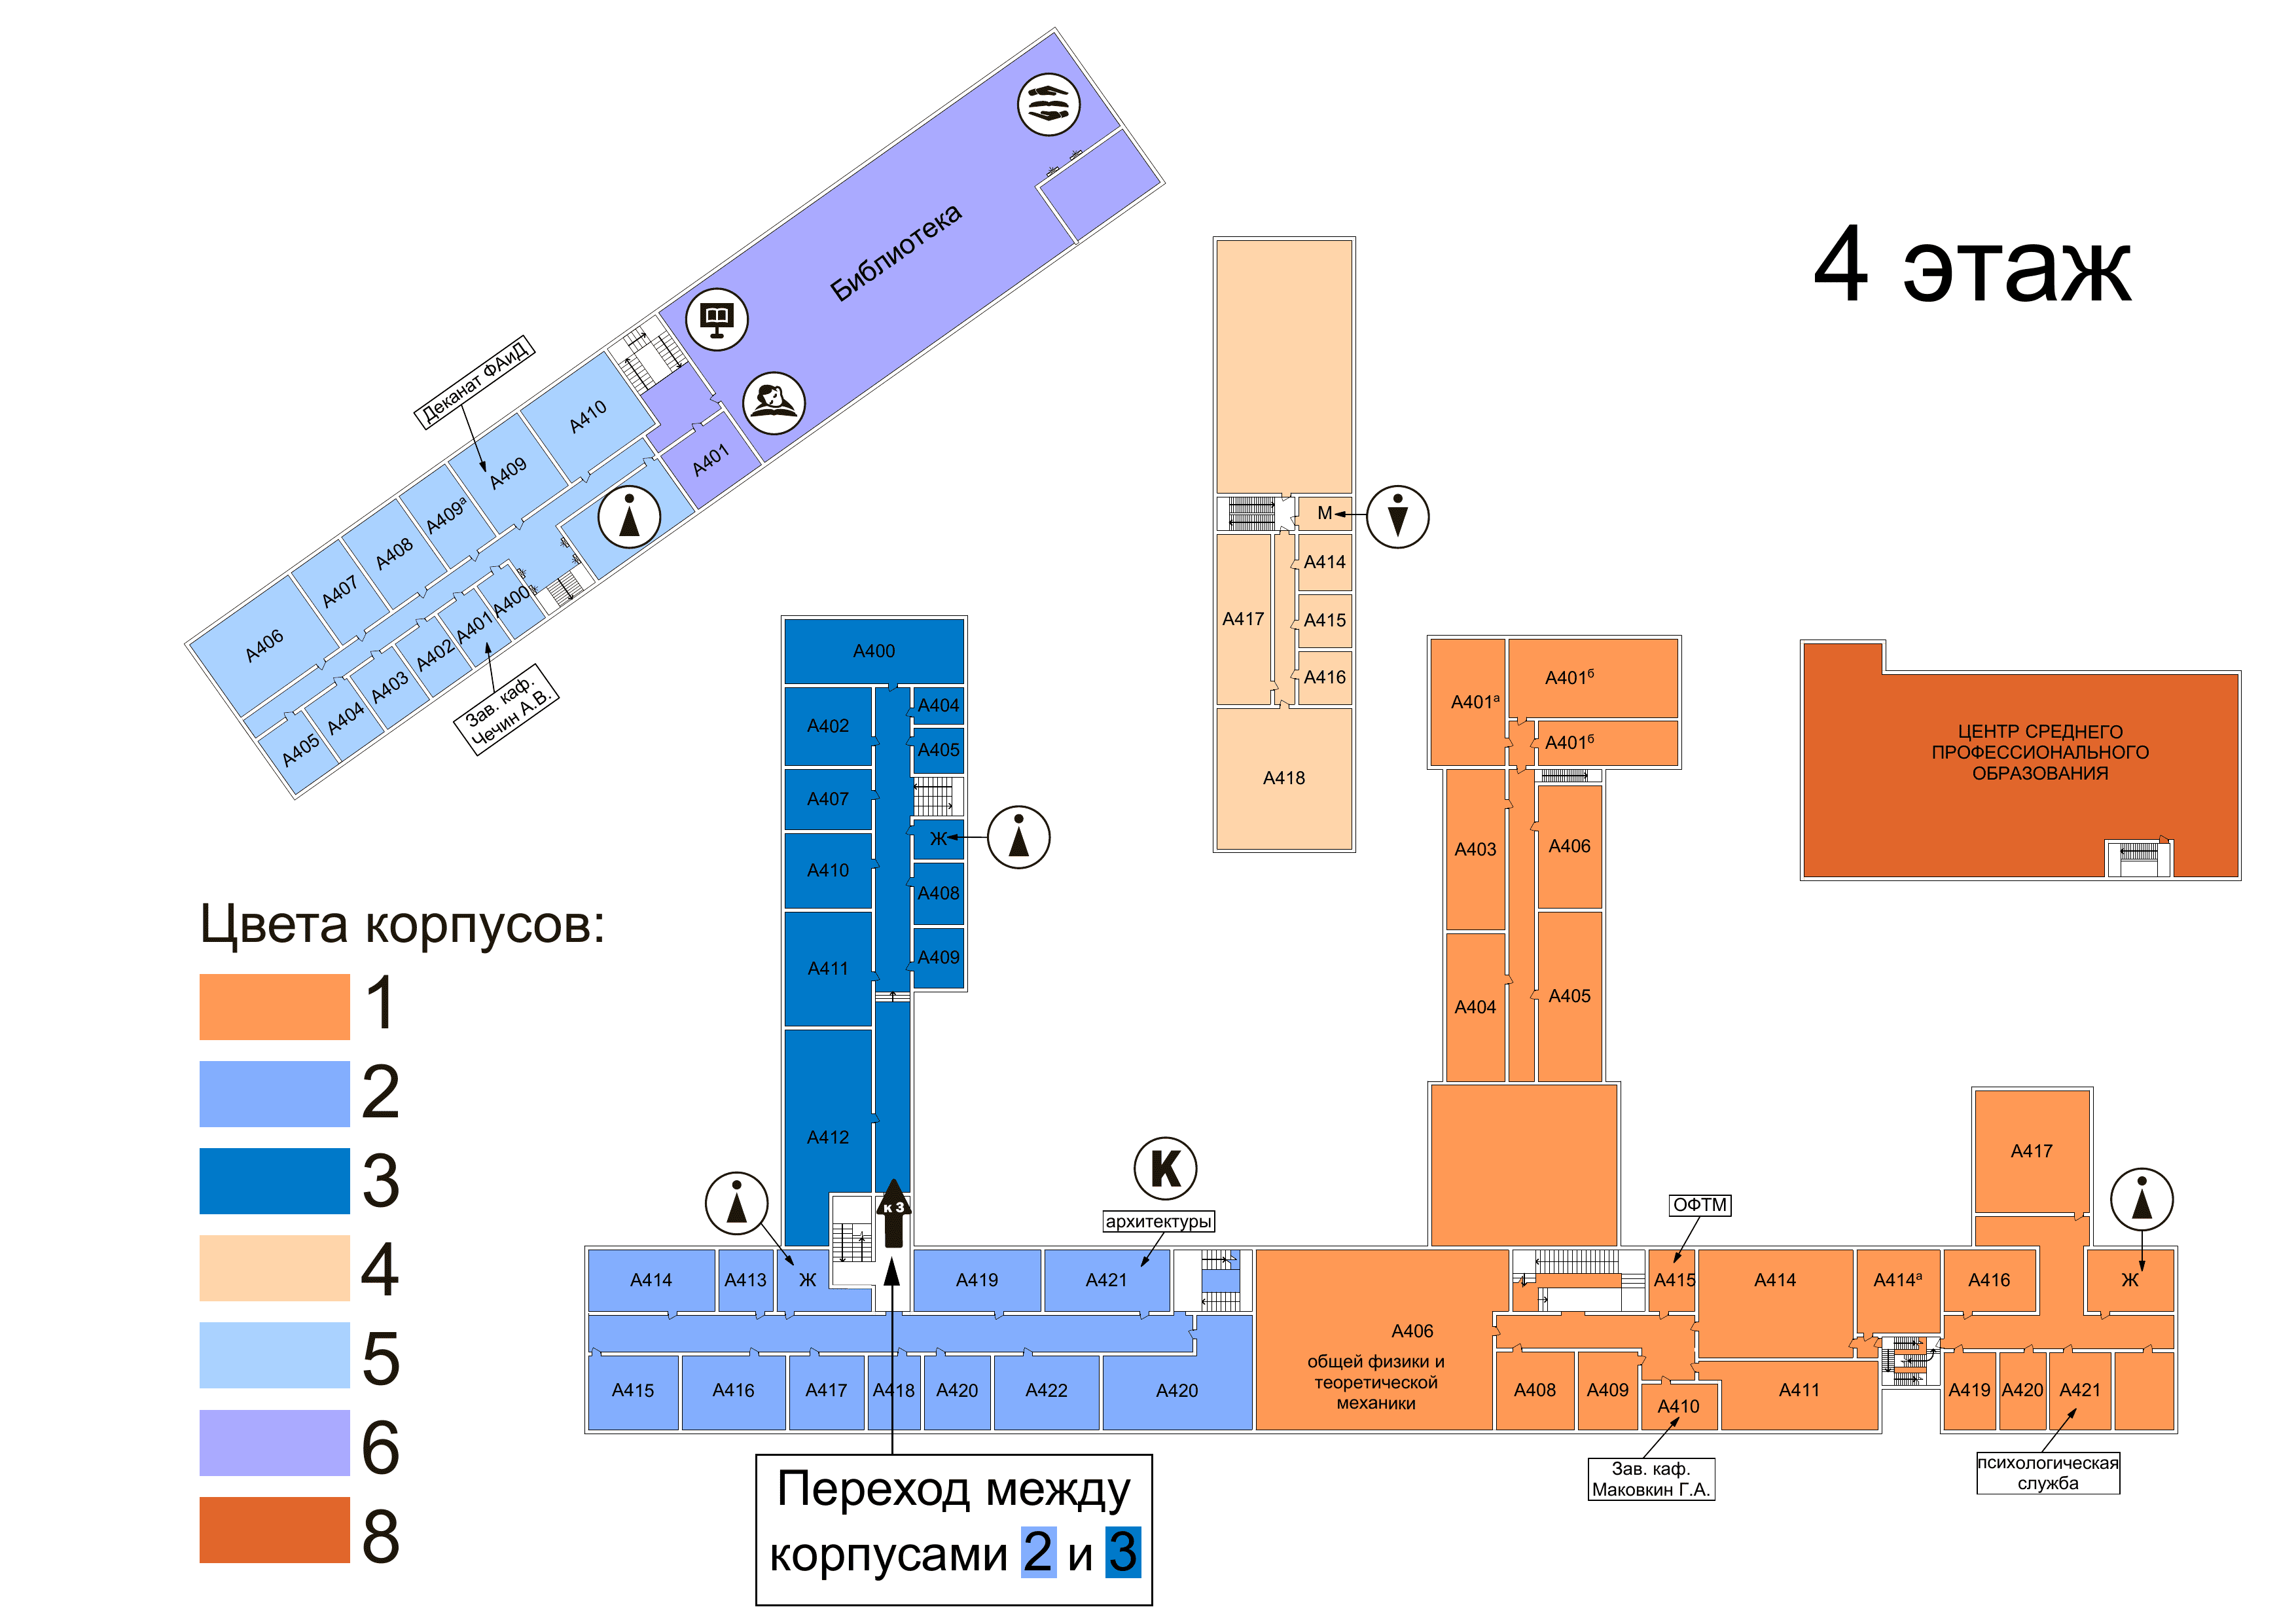 4 этаж
Библиотека
Деканат ФАиД
А410
А409
А409а
А408
А407
А406
А401
А400
А401
А402
А403
А404
А405
Зав. каф.
Чечин А.В.
М
А414
А415
А416
А417
А418
А400
А402
А404
А405
А407
Ж
А410
А408
А411
А409
А412
к 3
А401а
А401б
А401б
А403
А406
А404
А405
ЦЕНТР СРЕДНЕГО
ПРОФЕССИОНАЛЬНОГО
ОБРАЗОВАНИЯ
Цвета корпусов:
1
2
3
4
5
6
8
К
архитектуры
А414
А413
Ж
А419
А421
А415
А416
А417
А418
А420
А422
А420
А406
общей физики и
теоретической
механики
ОФТМ
А415
А414
А414а
А416
А417
Ж
А408
А409
А410
А411
А419
А420
А421
Зав. каф.
Маковкин Г.А.
психологическая
служба
Переход между
корпусами 2 и 3